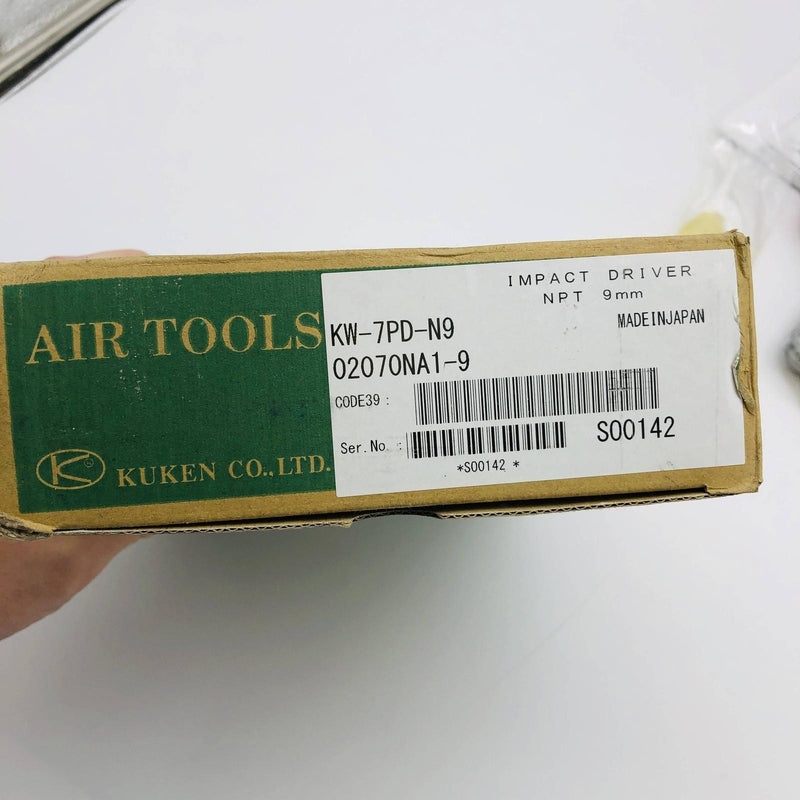 AIR TOOLS
K®
KUKEN CO.,LTD.
IMPACT DRIVER
NPT 9mm
KW-7PD-N9
MADEINJAPAN
02070NA1-9
CODE39 :
Ser.No. :
S00142
*S00142 *